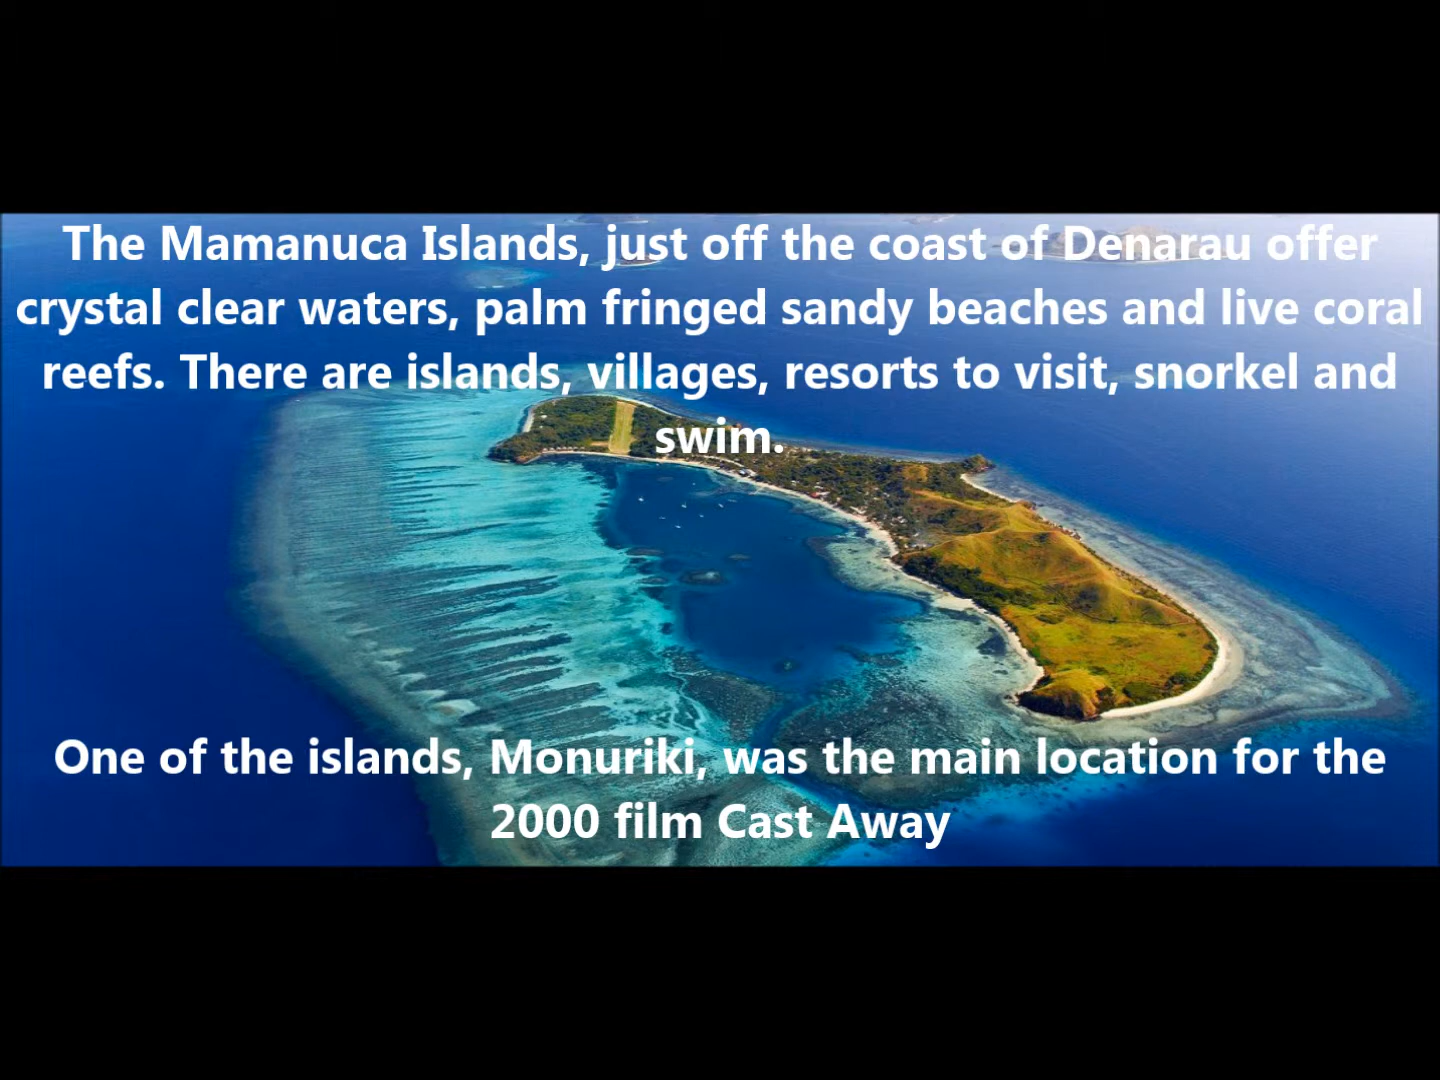 The Mamanuca Islands, just off the coast of Denarau offer
crystal clear waters, palm fringed sandy beaches and live coral
reefs. There are islands, villages, resorts to visit, snorkel and
swim.
One of the islands, Monuriki, was the main location for the
2000 film Cast Away